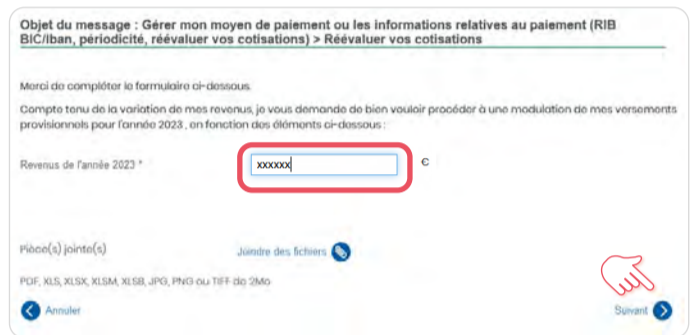 Objet du message : Gérer mon moyen de paiement ou les informations relatives au paiement (RIB
BIC/Iban, périodicité, réévaluer vos cotisations) > Réévaluer vos cotisations
Merci de compléter le formulaire ci-dessous.
Compte tenu de la variation de mes revenus, je vous demande de bien vouloir procéder à une modulation de mes versements
provisionnels pour l'année 2023 , en fonction des éléments ci-dessous :
Revenus de l'année 2023 * xxxxxx €
Pièce(s) jointe(s) Joindre des fichiers
PDF, XLS, XLSX, XLSM, XLSB, JPG, PNG ou TIFF de 2Mo
Annuler Suivant